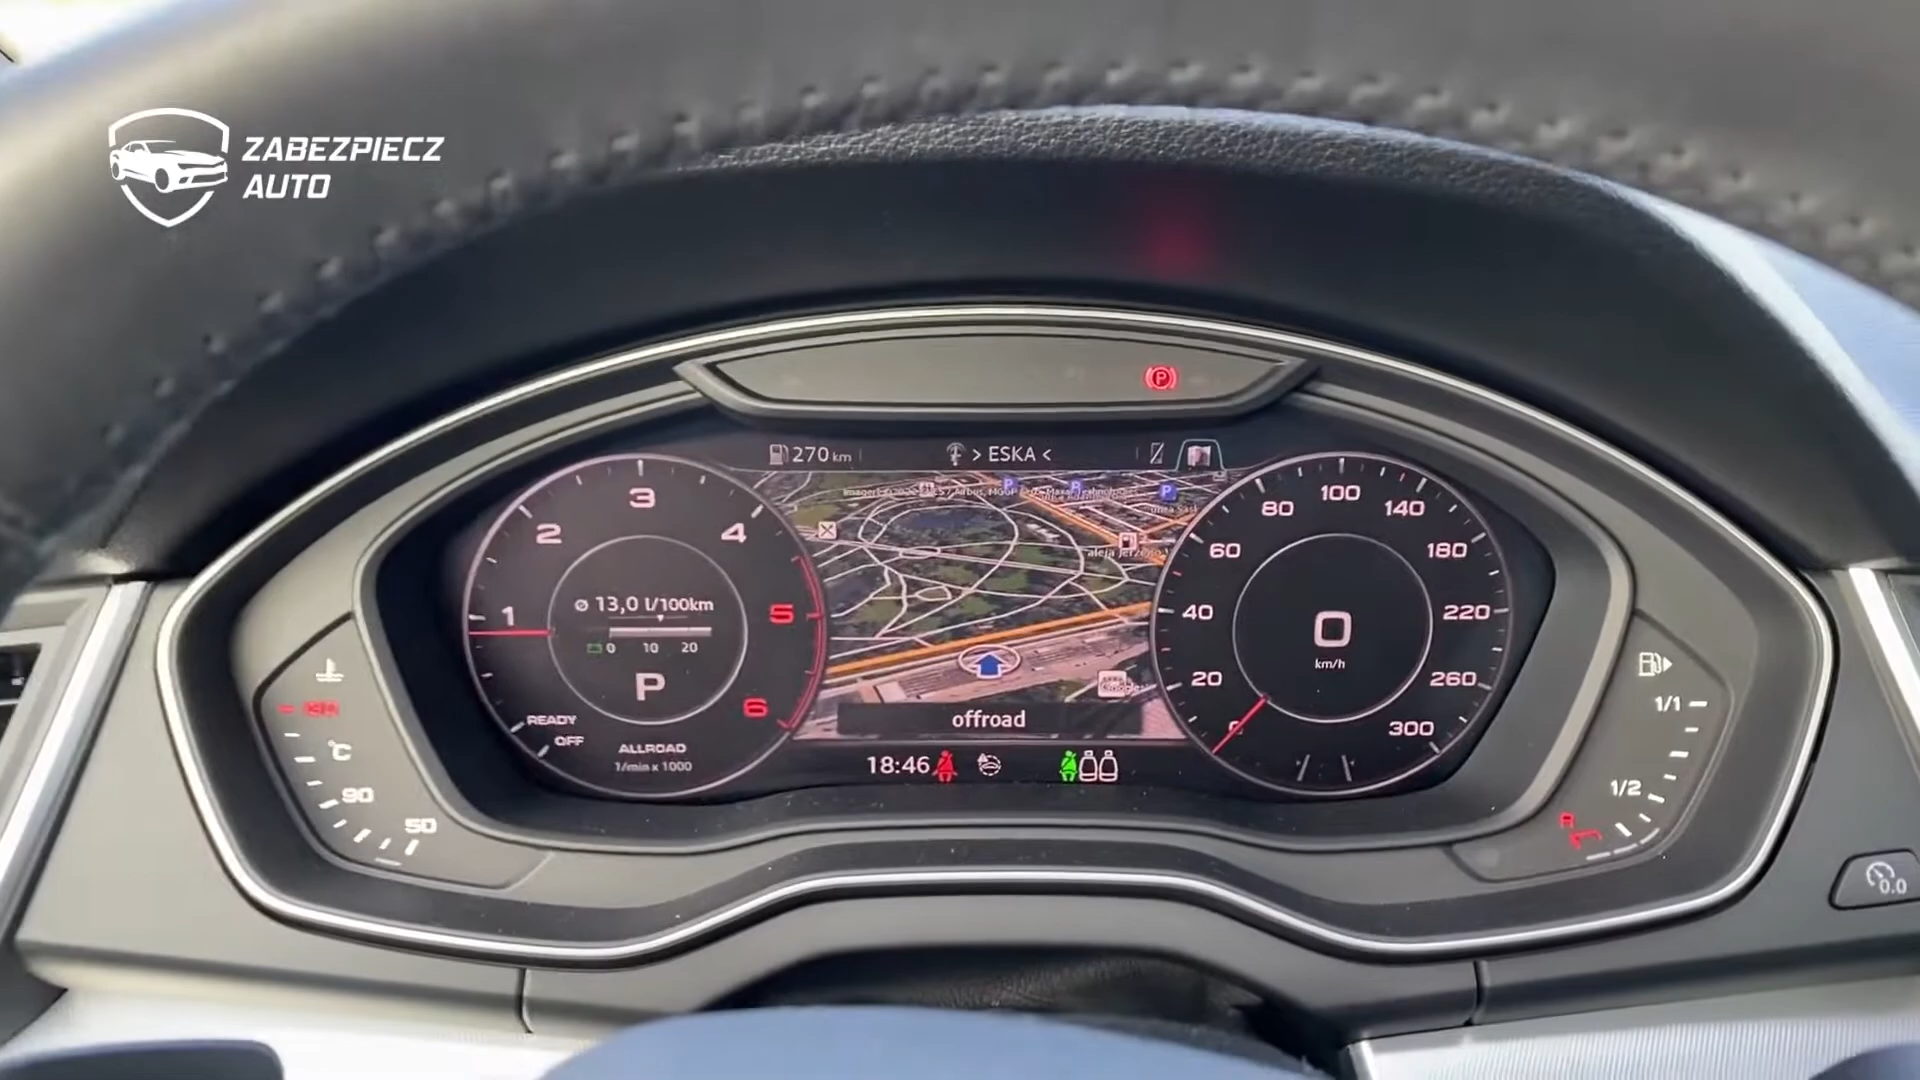 ZABEZPIECZ
AUTO
P
270 km
> ESKA <
1
2
3
4
5
6
Ø 13,0 l/100km
0 10 20
P
READY
OFF
ALLROAD
1/min x 1000
P
P
P
offroad
18:46
0
20
40
60
80
100
140
180
220
260
300
0
km/h
°C
90
50
1/1
1/2
R
0.0